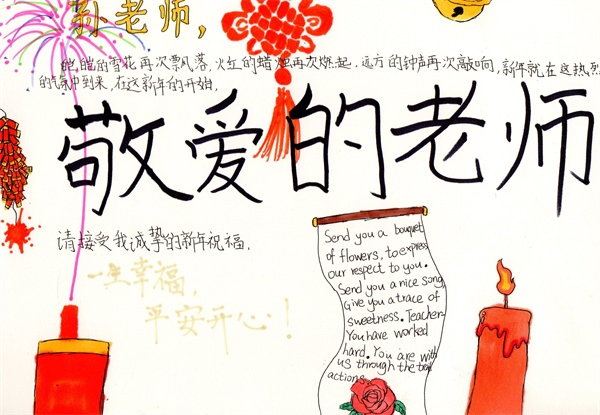 孙老师,
皑皑的雪花再次飘落,火红的蜡烛再次燃起,远方的钟声再次敲响,新年就在这热烈
的气氛中到来,在这新年的开始,
敬爱的老师
请接受我诚挚的新年祝福,
一生幸福,
平安开心!
Send you a bouquet
of flowers, to express
our respect to you.
Send you a nice song
Give you a trace of
sweetness. Teacher
You have worked
hard. You are with
us through the
actions.